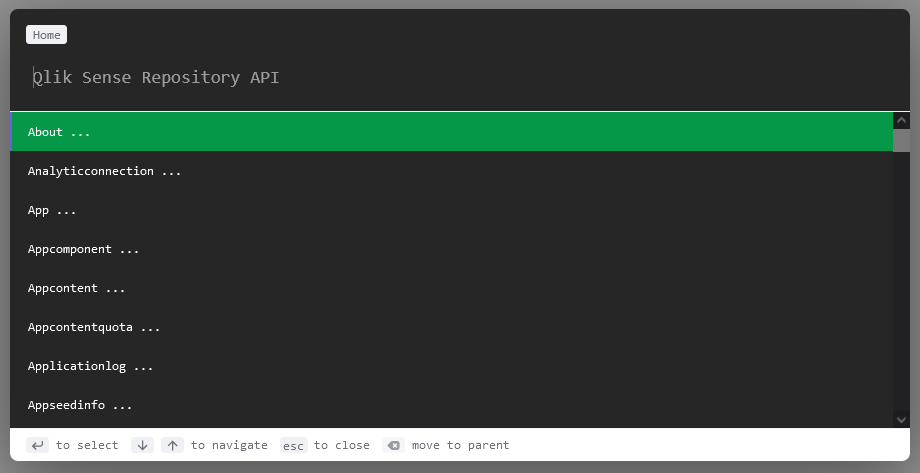 Home
Qlik Sense Repository API
About ...
Analyticconnection ...
App ...
Appcomponent ...
Appcontent ...
Appcontentquota ...
Applicationlog ...
Appseedinfo ...
to select to navigate esc to close move to parent